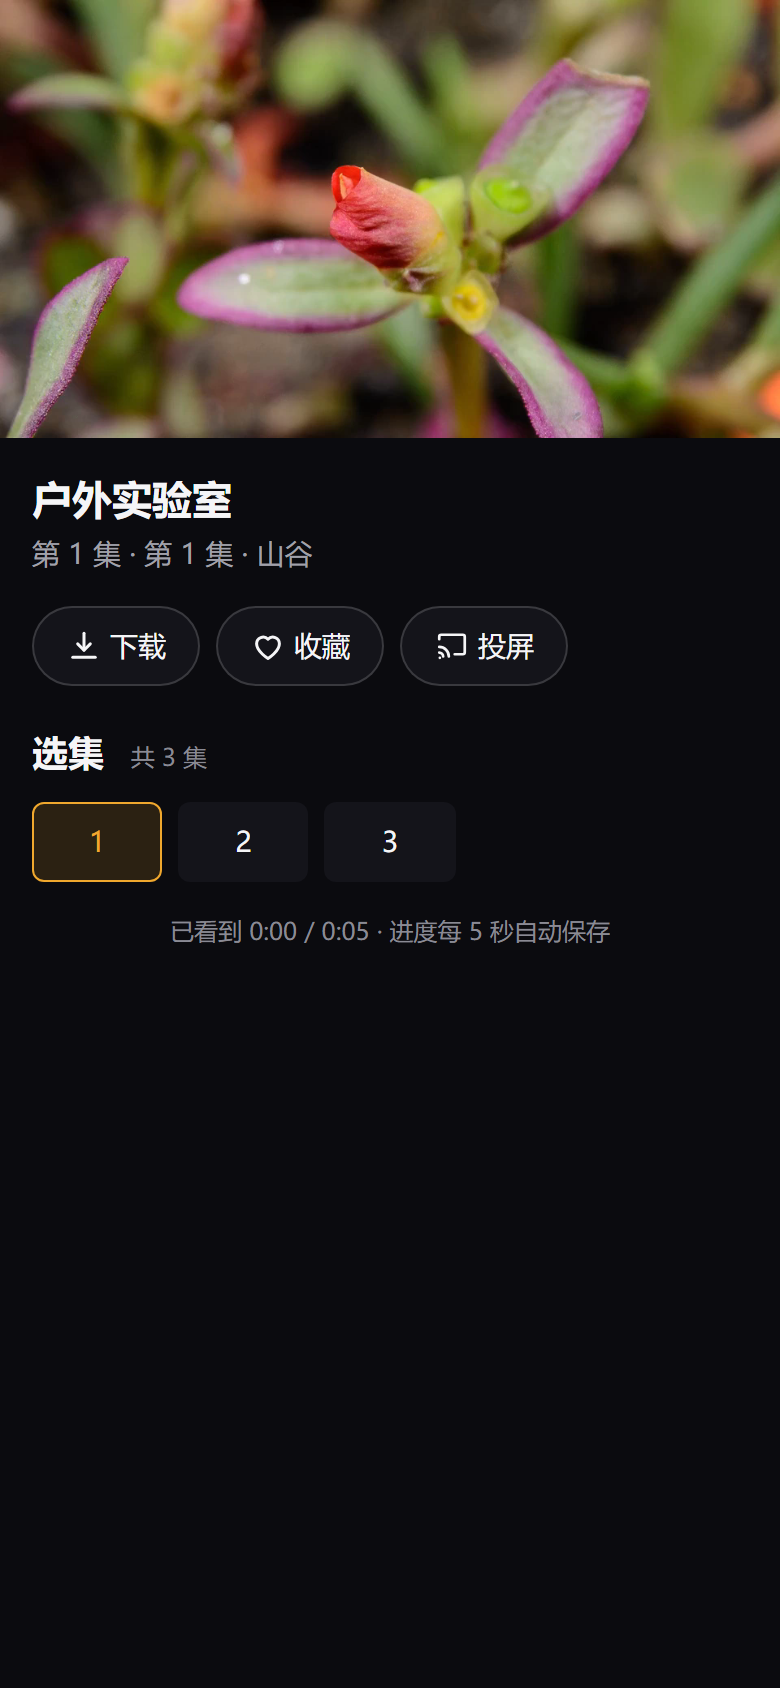 户外实验室
第 1 集 · 第 1 集 · 山谷
下载 收藏 投屏
选集 共 3 集
1 2 3
已看到 0:00 / 0:05 · 进度每 5 秒自动保存